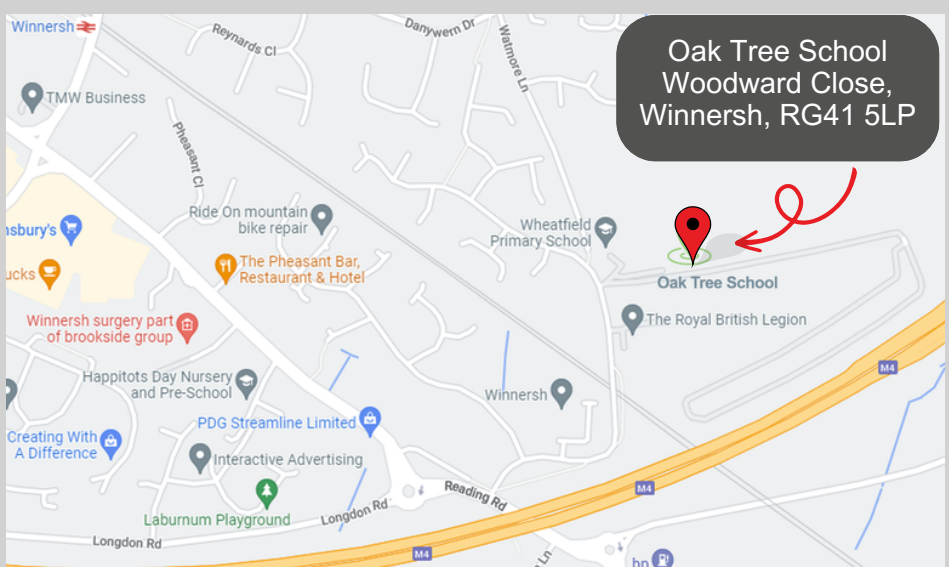 Winnersh
Reynards Cl
Danywern Dr
Watmore Ln
Oak Tree School
Woodward Close,
Winnersh, RG41 5LP
TMW Business
Pheasant Cl
Ride On mountain
bike repair
Wheatfield
Primary School
nsbury's
The Pheasant Bar,
Restaurant & Hotel
ucks
Oak Tree School
Winnersh surgery part
of brookside group
The Royal British Legion
M4
Happitots Day Nursery
and Pre-School
Winnersh
PDG Streamline Limited
Creating With
A Difference
Interactive Advertising
M4
Reading Rd
Laburnum Playground
Longdon Rd
Longdon Rd
M4
Ln
bp